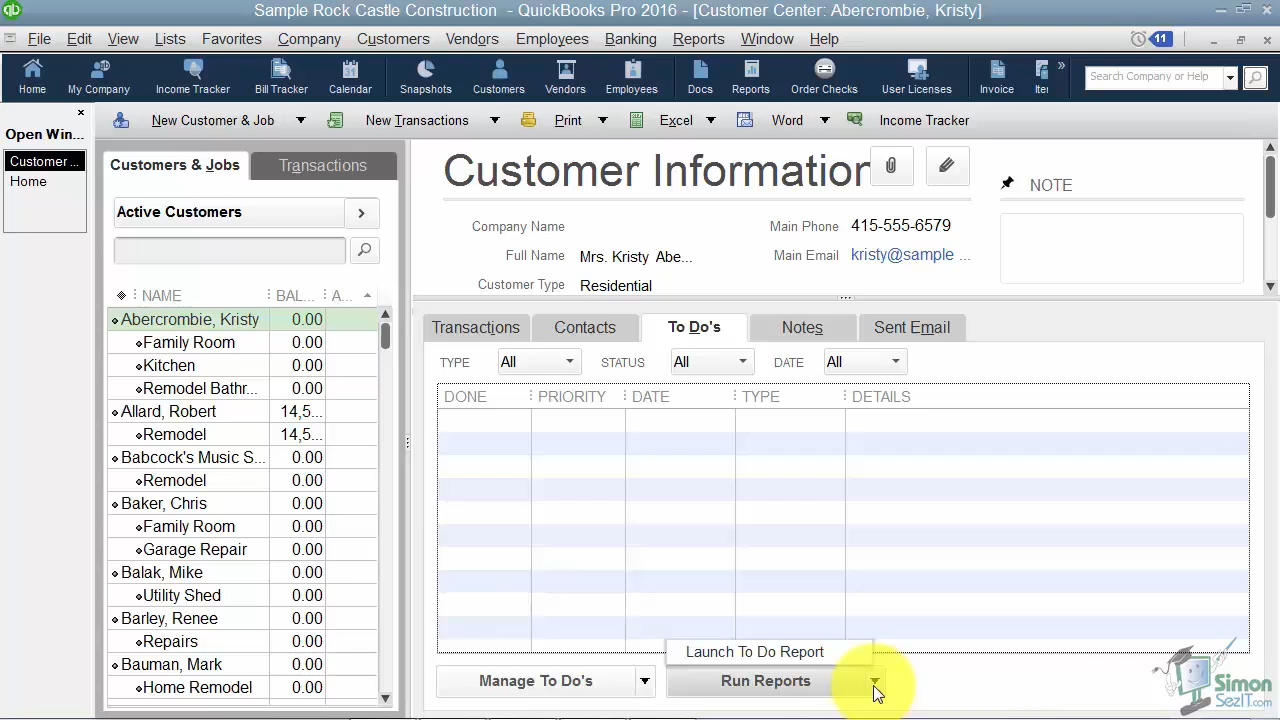 Sample Rock Castle Construction - QuickBooks Pro 2016 - [Customer Center: Abercrombie, Kristy]
File Edit View Lists Favorites Company Customers Vendors Employees Banking Reports Window Help 11
Home My Company Income Tracker Bill Tracker Calendar Snapshots Customers Vendors Employees Docs Reports Order Checks User Licenses Invoice Iter Search Company or Help
Open Win...
Customer ...
Home
New Customer & Job New Transactions Print Excel Word Income Tracker
Customers & Jobs Transactions
Active Customers
NAME BAL... A...
Abercrombie, Kristy 0.00
Family Room 0.00
Kitchen 0.00
Remodel Bathr... 0.00
Allard, Robert 14,5...
Remodel 14,5...
Babcock's Music S... 0.00
Remodel 0.00
Baker, Chris 0.00
Family Room 0.00
Garage Repair 0.00
Balak, Mike 0.00
Utility Shed 0.00
Barley, Renee 0.00
Repairs 0.00
Bauman, Mark 0.00
Home Remodel 0.00
Customer Information
NOTE
Company Name
Main Phone 415-555-6579
Full Name Mrs. Kristy Abe...
Main Email kristy@sample ...
Customer Type Residential
Transactions Contacts To Do's Notes Sent Email
TYPE All STATUS All DATE All
DONE PRIORITY DATE TYPE DETAILS
Launch To Do Report
Manage To Do's Run Reports
Simon
SezIT.com